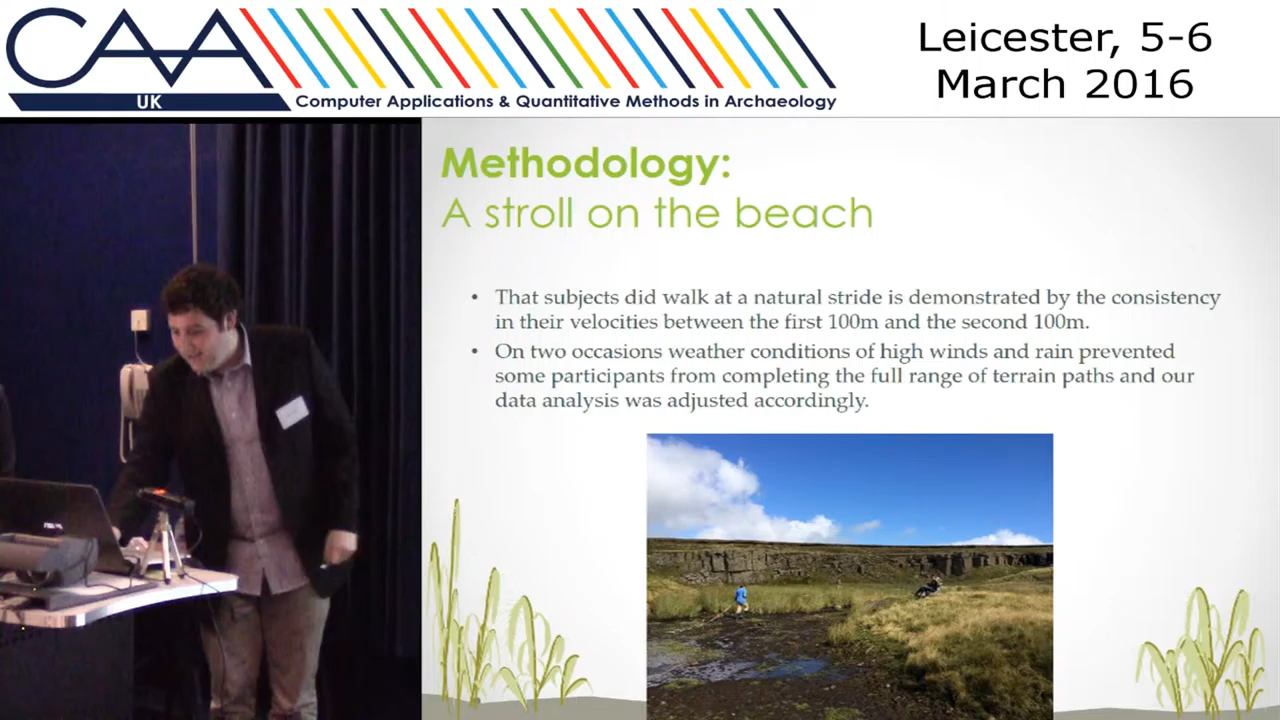 CAA
UK
Computer Applications & Quantitative Methods in Archaeology
Leicester, 5-6
March 2016
Methodology:
A stroll on the beach
• That subjects did walk at a natural stride is demonstrated by the consistency
in their velocities between the first 100m and the second 100m.
• On two occasions weather conditions of high winds and rain prevented
some participants from completing the full range of terrain paths and our
data analysis was adjusted accordingly.